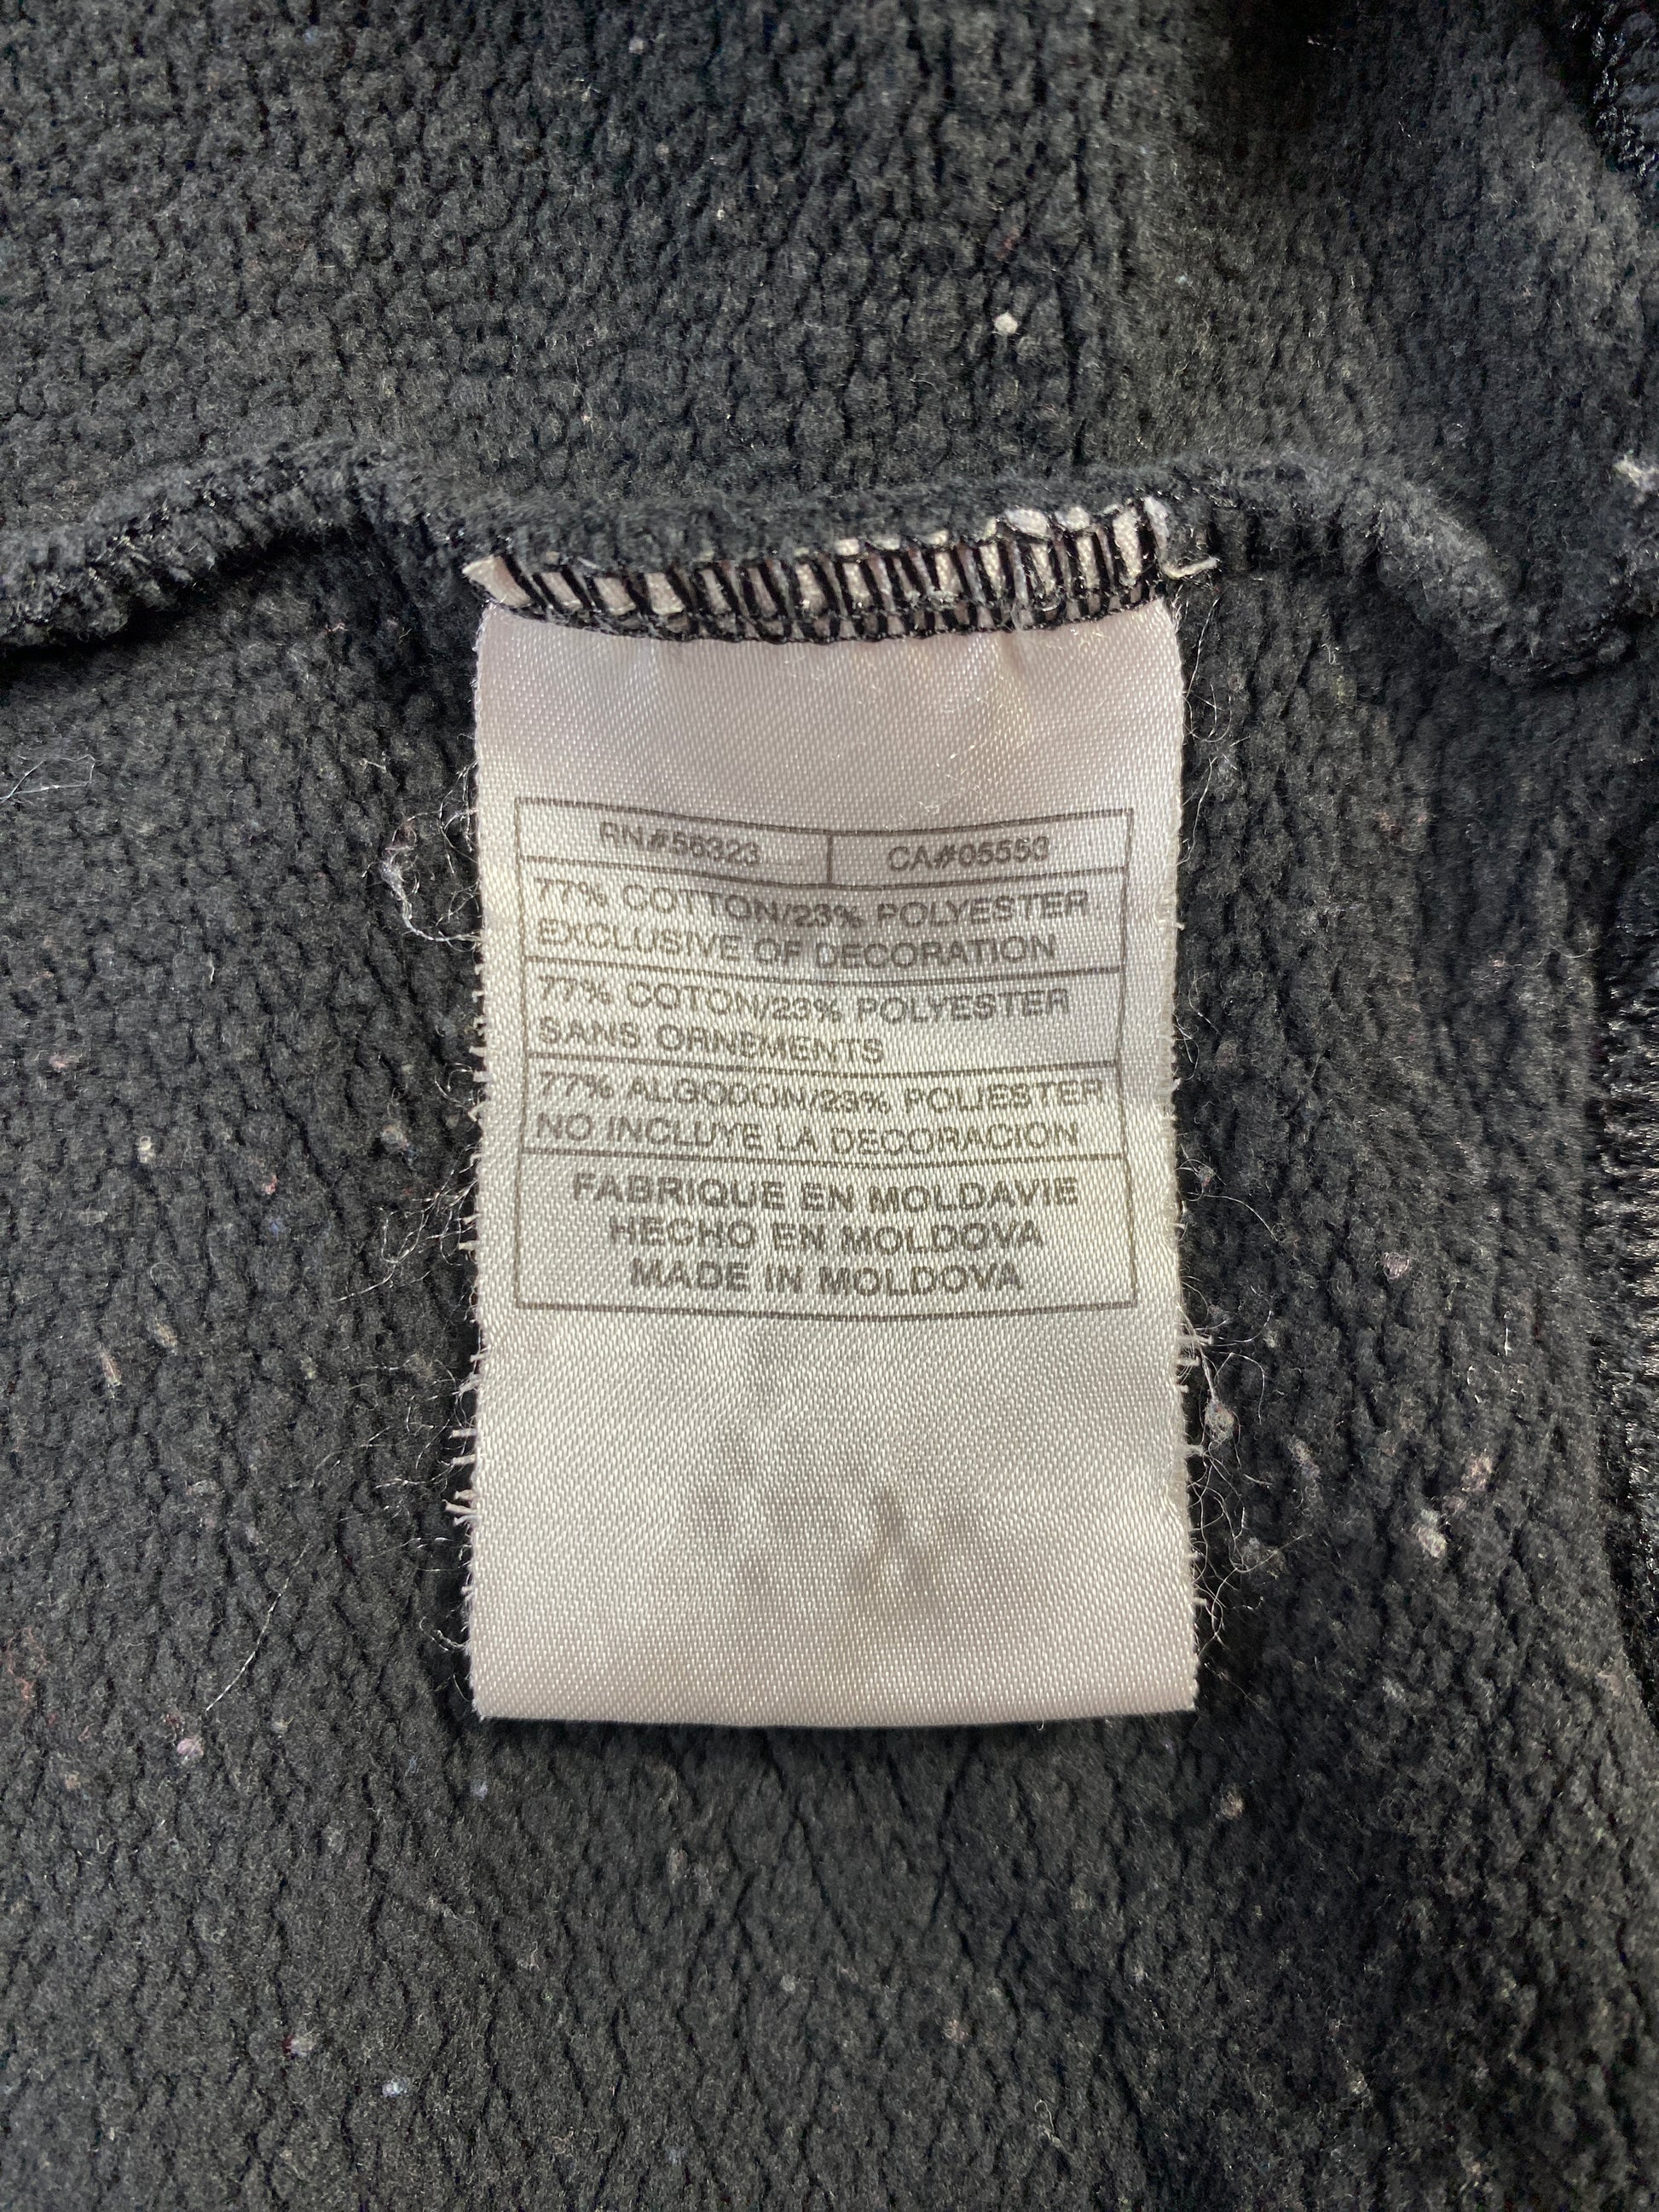 RN#56323 CA#05553
77% COTTON/23% POLYESTER
EXCLUSIVE OF DECORATION
77% COTON/23% POLYESTER
SANS ORNEMENTS
77% ALGODON/23% POLIESTER
NO INCLUYE LA DECORACION
FABRIQUE EN MOLDAVIE
HECHO EN MOLDOVA
MADE IN MOLDOVA